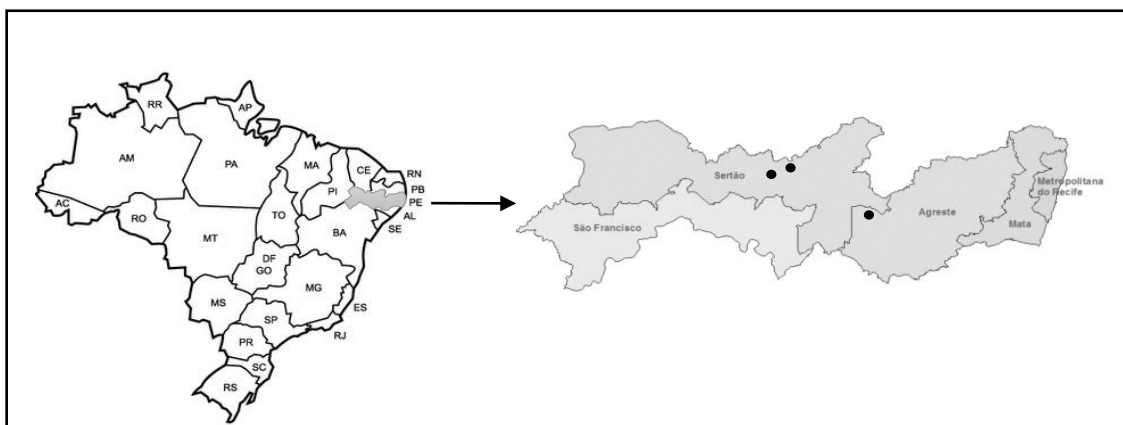 RR
AP
AM
PA
MA
CE
RN
PI
PB
PE
AC
RO
TO
AL
SE
MT
BA
DF
GO
MG
MS
ES
SP
RJ
PR
SC
RS
Sertão
São Francisco
Agreste
Mata
Metropolitana
do Recife